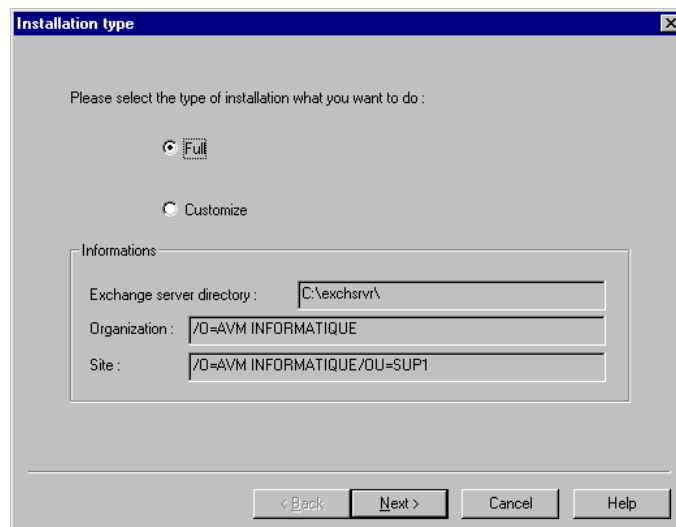 Installation type
Please select the type of installation what you want to do :
Full
Customize
Informations
Exchange server directory : C:\exchsrvr\
Organization : /O=AVM INFORMATIQUE
Site : /O=AVM INFORMATIQUE/OU=SUP1
< Back Next > Cancel Help